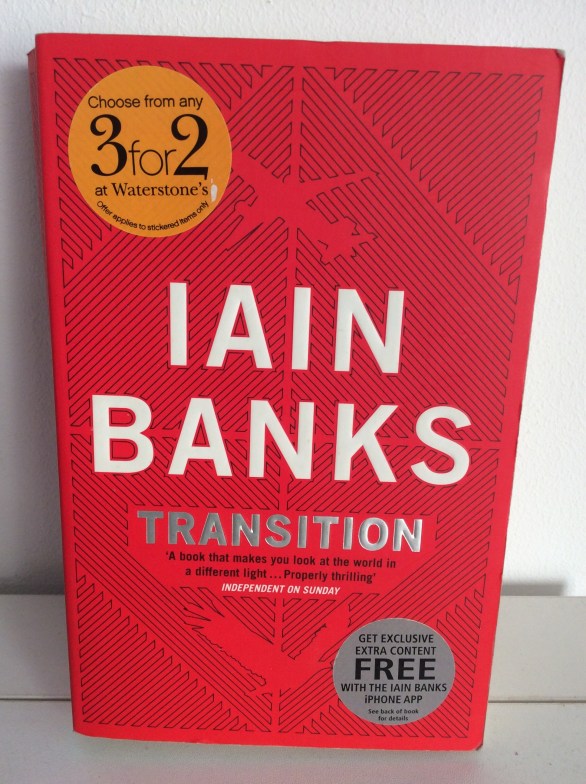 Choose from any
3for2
at Waterstone's
Offer applies to stickered items only
IAIN
BANKS
TRANSITION
'A book that makes you look at the world in
a different light ... Properly thrilling'
INDEPENDENT ON SUNDAY
GET EXCLUSIVE
EXTRA CONTENT
FREE
WITH THE IAIN BANKS
iPHONE APP
See back of book
for details